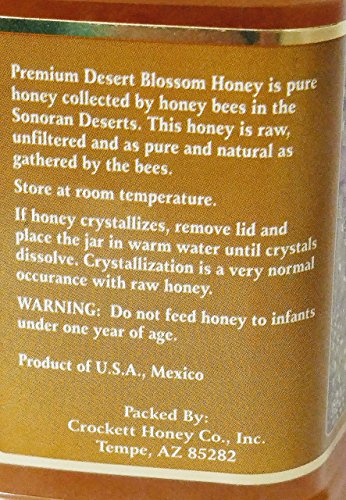 Premium Desert Blossom Honey is pure
honey collected by honey bees in the
Sonoran Deserts. This honey is raw,
unfiltered and as pure and natural as
gathered by the bees.
Store at room temperature.
If honey crystallizes, remove lid and
place the jar in warm water until crystals
dissolve. Crystallization is a very normal
occurance with raw honey.
WARNING: Do not feed honey to infants
under one year of age.
Product of U.S.A., Mexico
Packed By:
Crockett Honey Co., Inc.
Tempe, AZ 85282